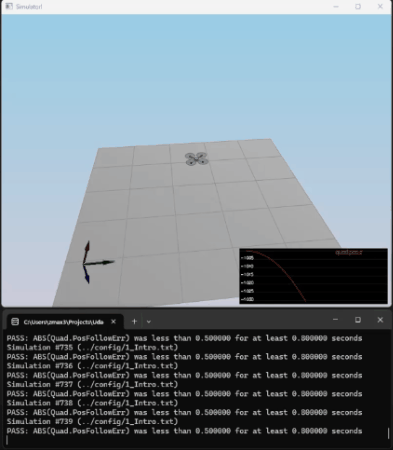 Simulator!
quad.pos.z
C:\Users\zmax3\Projects\Uda
PASS: ABS(Quad.PosFollowErr) was less than 0.500000 for at least 0.800000 seconds
Simulation #735 (../config/1_Intro.txt)
PASS: ABS(Quad.PosFollowErr) was less than 0.500000 for at least 0.800000 seconds
Simulation #736 (../config/1_Intro.txt)
PASS: ABS(Quad.PosFollowErr) was less than 0.500000 for at least 0.800000 seconds
Simulation #737 (../config/1_Intro.txt)
PASS: ABS(Quad.PosFollowErr) was less than 0.500000 for at least 0.800000 seconds
Simulation #738 (../config/1_Intro.txt)
PASS: ABS(Quad.PosFollowErr) was less than 0.500000 for at least 0.800000 seconds
Simulation #739 (../config/1_Intro.txt)
PASS: ABS(Quad.PosFollowErr) was less than 0.500000 for at least 0.800000 seconds